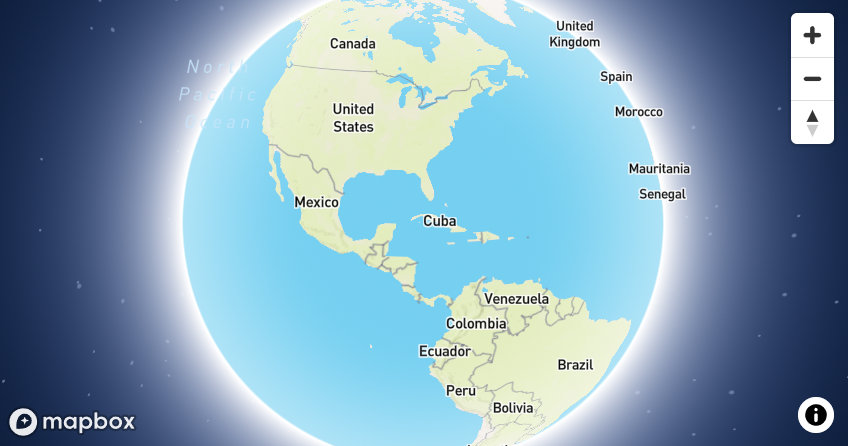 United
Kingdom
Canada
North
Pacific
Ocean
Spain
United
States
Morocco
Mauritania
Senegal
Mexico
Cuba
Venezuela
Colombia
Ecuador
Brazil
Peru
Bolivia
mapbox